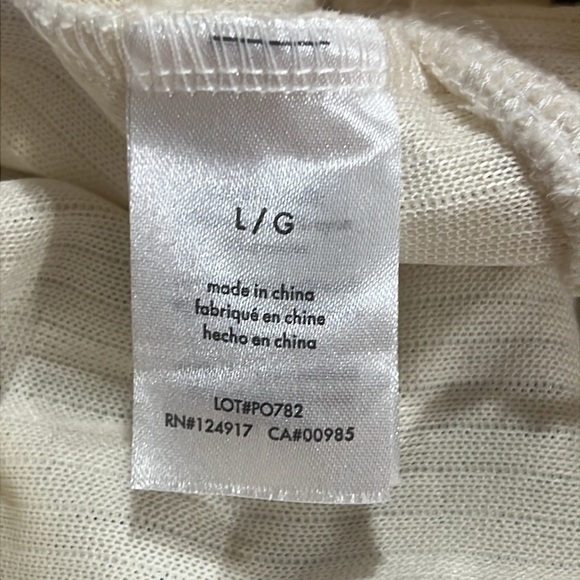 L/G
made in china
fabriqué en chine
hecho en china
LOT#PO782
RN#124917 CA#00985